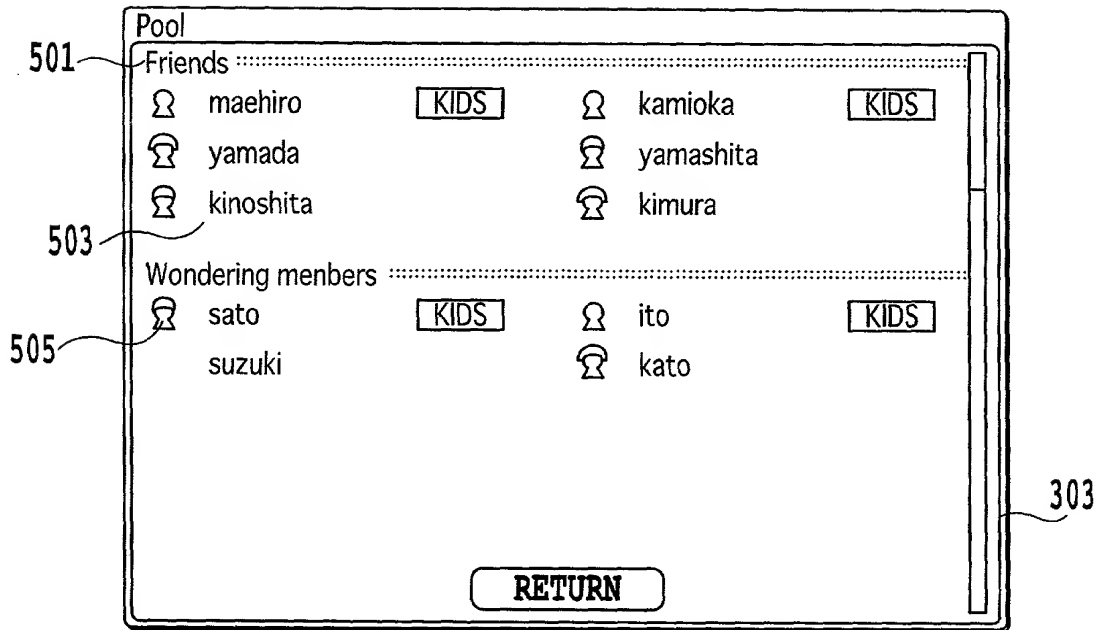 Pool
501 Friends
maehiro KIDS kamioka KIDS
yamada yamashita
kinoshita kimura
503
Wondering menbers
sato KIDS ito KIDS
505
suzuki kato
303
RETURN